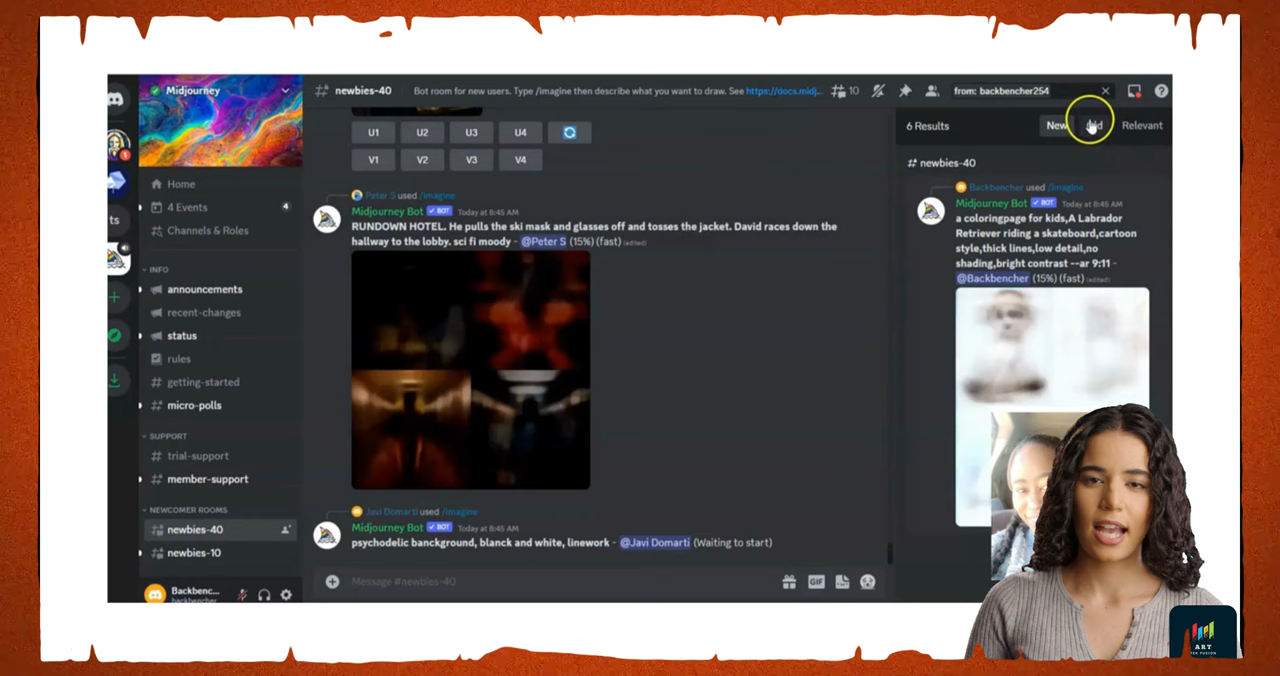 Midjourney
newbies-40
Bot room for new users. Type /imagine then describe what you want to draw. See https://docs.midj...
10
from: backbencher254
6 Results
New
Relevant
U1 U2 U3 U4
V1 V2 V3 V4
# newbies-40
Home
4 Events
4
Channels & Roles
INFO
announcements
recent-changes
status
rules
getting-started
micro-polls
SUPPORT
trial-support
member-support
NEWCOMER ROOMS
newbies-40
newbies-10
Backbenc...
backbencher
1
ts
Peter S used /imagine
Midjourney Bot BOT Today at 8:45 AM
RUNDOWN HOTEL. He pulls the ski mask and glasses off and tosses the jacket. David races down the
hallway to the lobby. sci fi moody - @Peter S (15%) (fast) (edited)
Javi Domarti used /imagine
Midjourney Bot BOT Today at 8:45 AM
psychodelic banckground, blanck and white, linework - @Javi Domarti (Waiting to start)
Message #newbies-40
GIF
Backbencher used /imagine
Midjourney Bot BOT Today at 8:45 AM
a coloringpage for kids,A Labrador
Retriever riding a skateboard,cartoon
style,thick lines,low detail,no
shading,bright contrast --ar 9:11 -
@Backbencher (15%) (fast) (edited)
ART